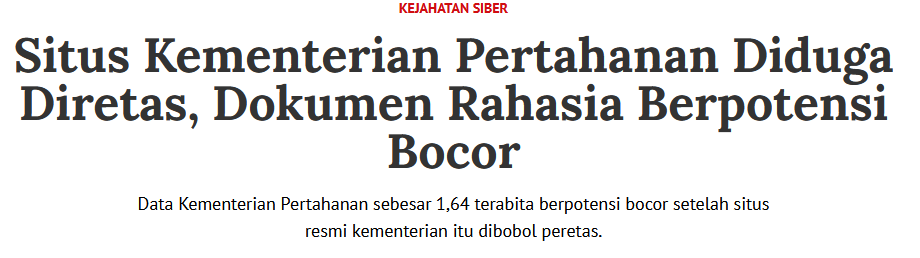 KEJAHATAN SIBER
Situs Kementerian Pertahanan Diduga
Diretas, Dokumen Rahasia Berpotensi
Bocor
Data Kementerian Pertahanan sebesar 1,64 terabita berpotensi bocor setelah situs
resmi kementerian itu dibobol peretas.